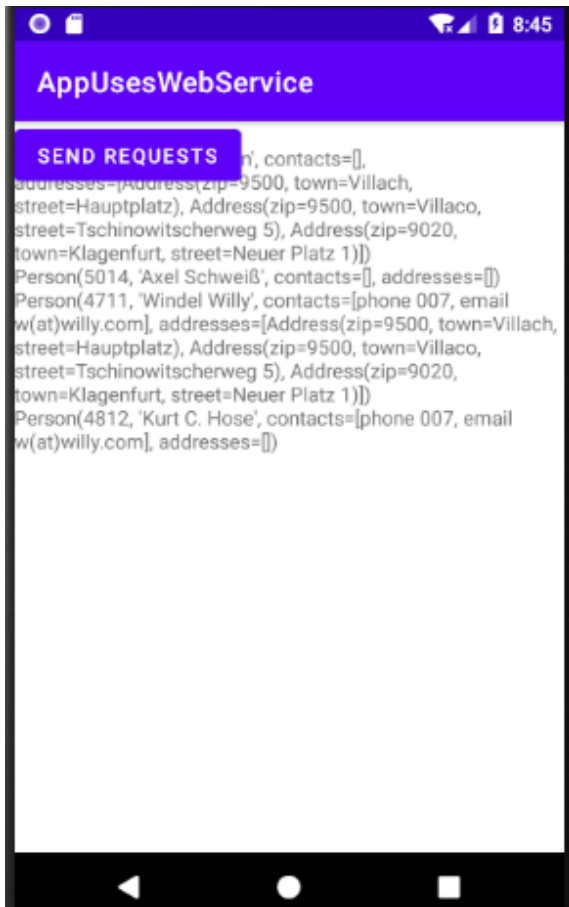 8:45
AppUsesWebService
SEND REQUESTS n', contacts=[],
addresses=[Address(zip=9500, town=Villach,
street=Hauptplatz), Address(zip=9500, town=Villaco,
street=Tschinowitscherweg 5), Address(zip=9020,
town=Klagenfurt, street=Neuer Platz 1)])
Person(5014, 'Axel Schweiß', contacts=[], addresses=[])
Person(4711, 'Windel Willy', contacts=[phone 007, email
w(at)willy.com], addresses=[Address(zip=9500, town=Villach,
street=Hauptplatz), Address(zip=9500, town=Villaco,
street=Tschinowitscherweg 5), Address(zip=9020,
town=Klagenfurt, street=Neuer Platz 1)])
Person(4812, 'Kurt C. Hose', contacts=[phone 007, email
w(at)willy.com], addresses=[])